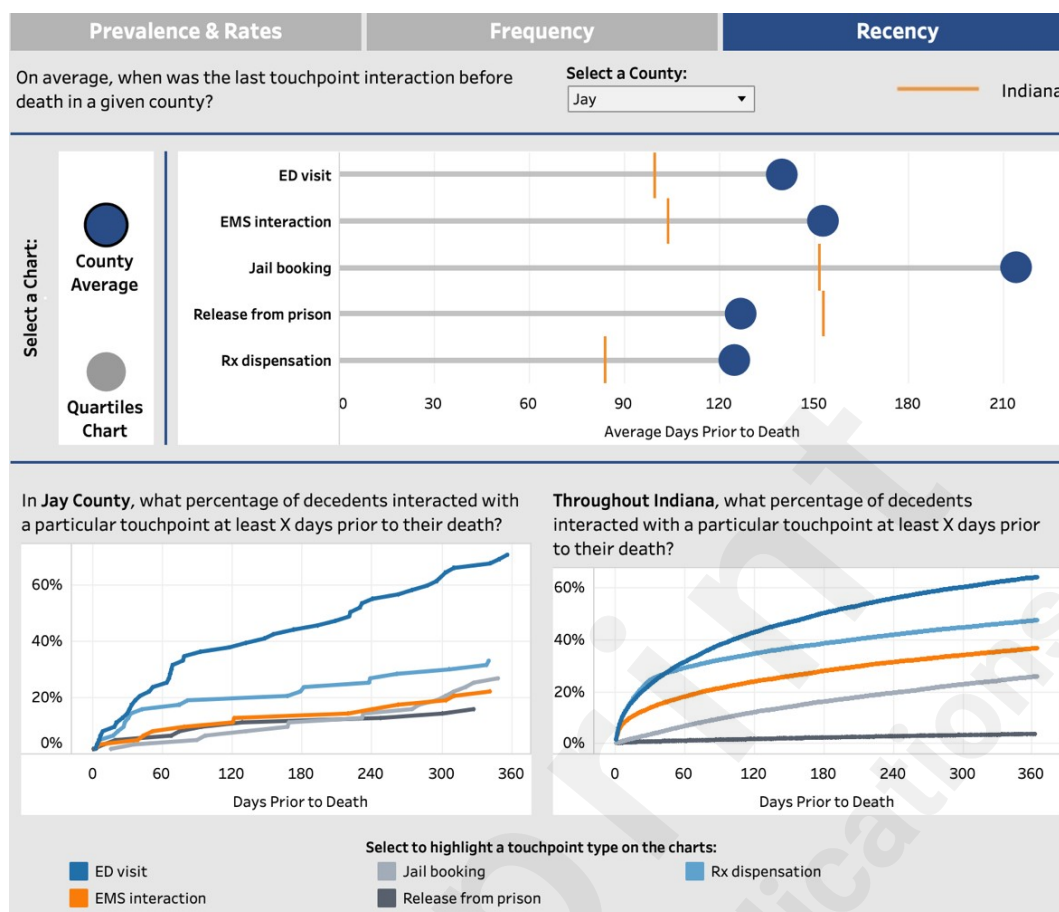 Prevalence & Rates
Frequency
Recency
On average, when was the last touchpoint interaction before
death in a given county?
Select a County:
Jay
Indiana
Select a Chart:
County
Average
Quartiles
Chart
ED visit
EMS interaction
Jail booking
Release from prison
Rx dispensation
0 30 60 90 120 150 180 210
Average Days Prior to Death
In Jay County, what percentage of decedents interacted with
a particular touchpoint at least X days prior to their death?
60%
40%
20%
0%
0 60 120 180 240 300 360
Days Prior to Death
Throughout Indiana, what percentage of decedents
interacted with a particular touchpoint at least X days prior
to their death?
60%
40%
20%
0%
0 60 120 180 240 300 360
Days Prior to Death
Select to highlight a touchpoint type on the charts:
ED visit
Jail booking
Rx dispensation
EMS interaction
Release from prison